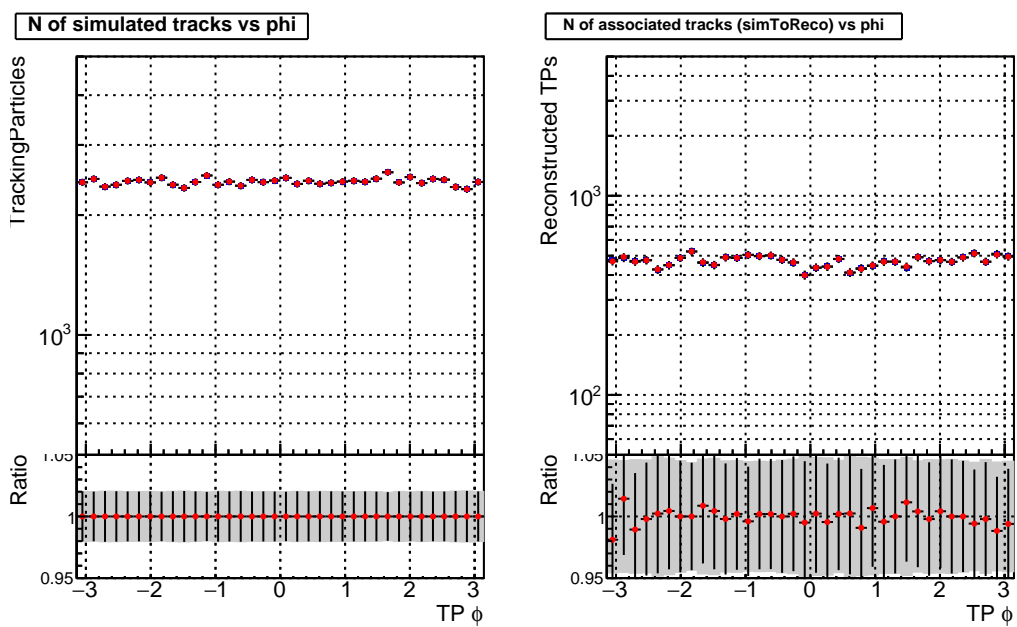 N of simulated tracks vs phi
TrackingParticles
10³
Ratio
1.05
1
0.95
−3 −2 −1 0 1 2 3
TP ϕ
N of associated tracks (simToReco) vs phi
Reconstructed TPs
10³
10²
Ratio
1.05
1
0.95
−3 −2 −1 0 1 2 3
TP ϕ